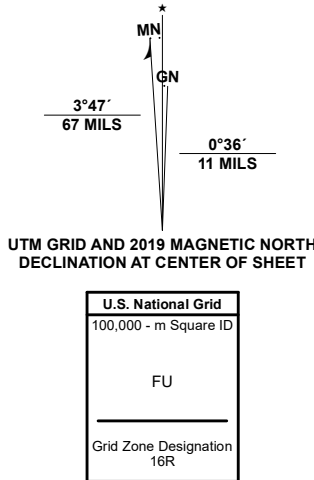 ★
MN
GN
3°47´
67 MILS
0°36´
11 MILS
UTM GRID AND 2019 MAGNETIC NORTH
DECLINATION AT CENTER OF SHEET
U.S. National Grid
100,000 - m Square ID
FU
Grid Zone Designation
16R